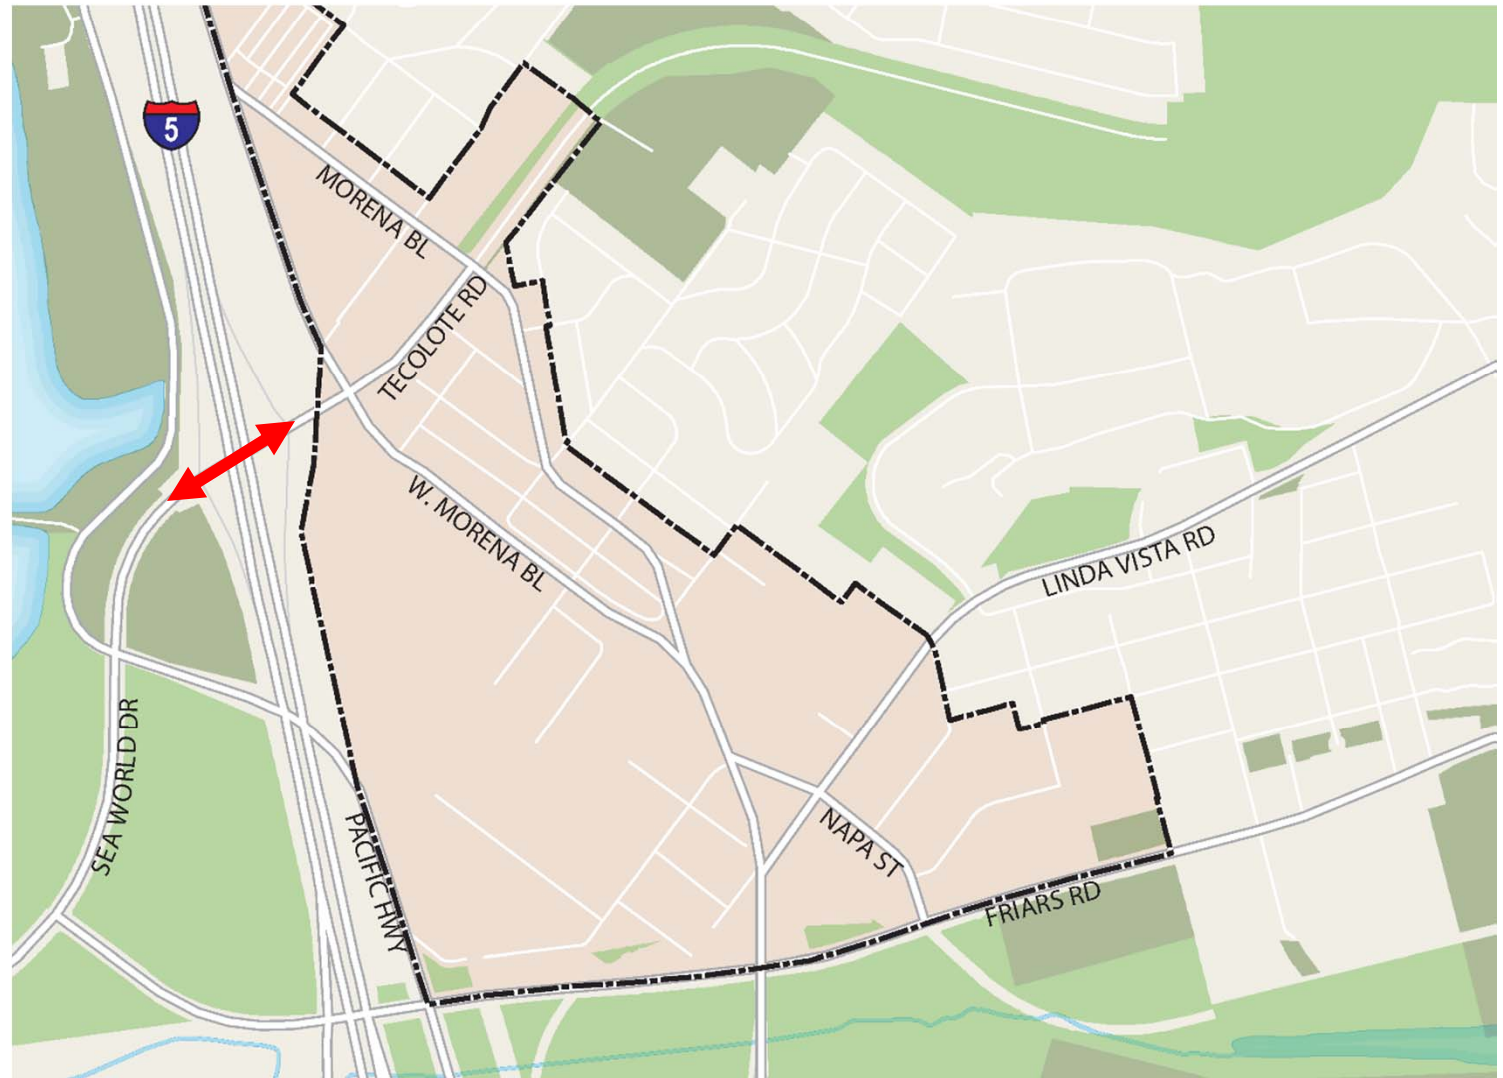 5
MORENA BL
TECOLOTE RD
W. MORENA BL
LINDA VISTA RD
SEA WORLD DR
PACIFIC HWY
NAPA ST
FRIARS RD